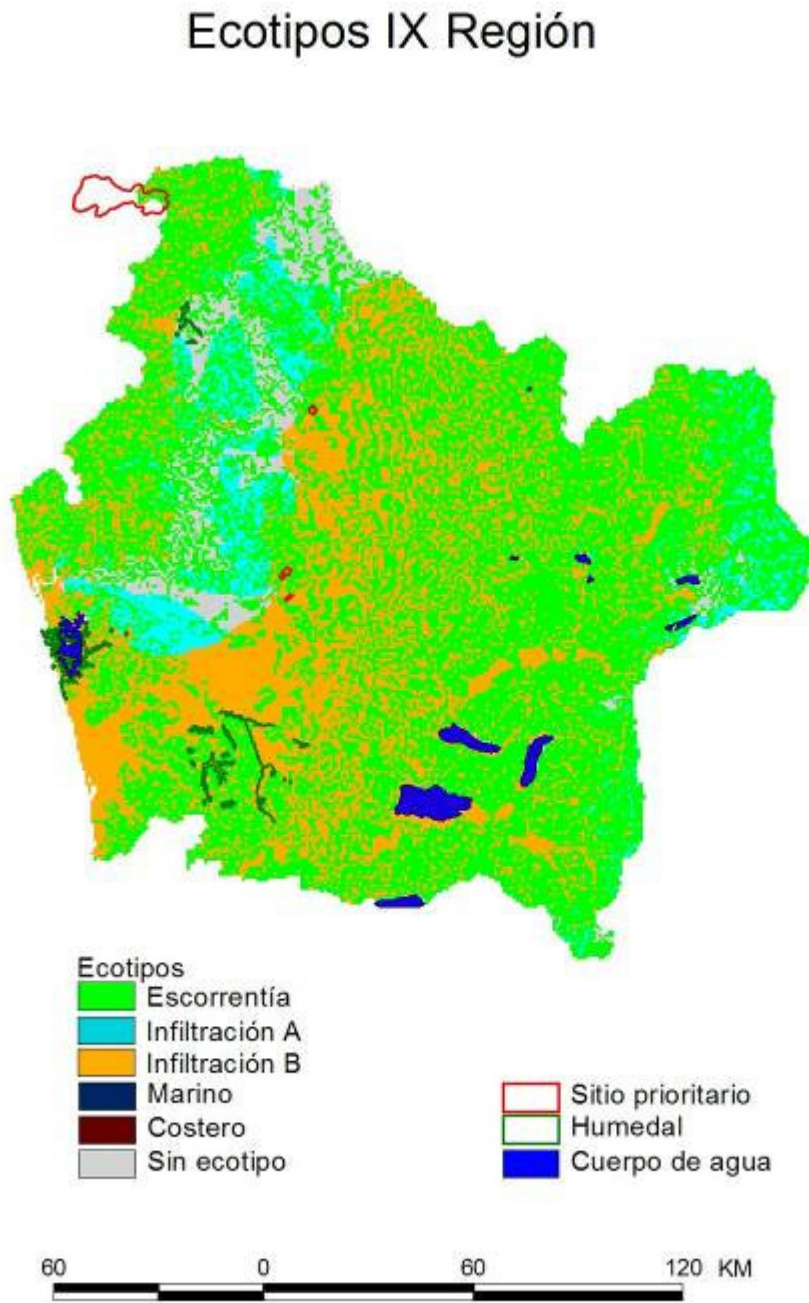 Ecotipos IX Región
Ecotipos
Escorrentía
Infiltración A
Infiltración B
Marino
Costero
Sin ecotipo
Sitio prioritario
Humedal
Cuerpo de agua
60 0 60 120 KM